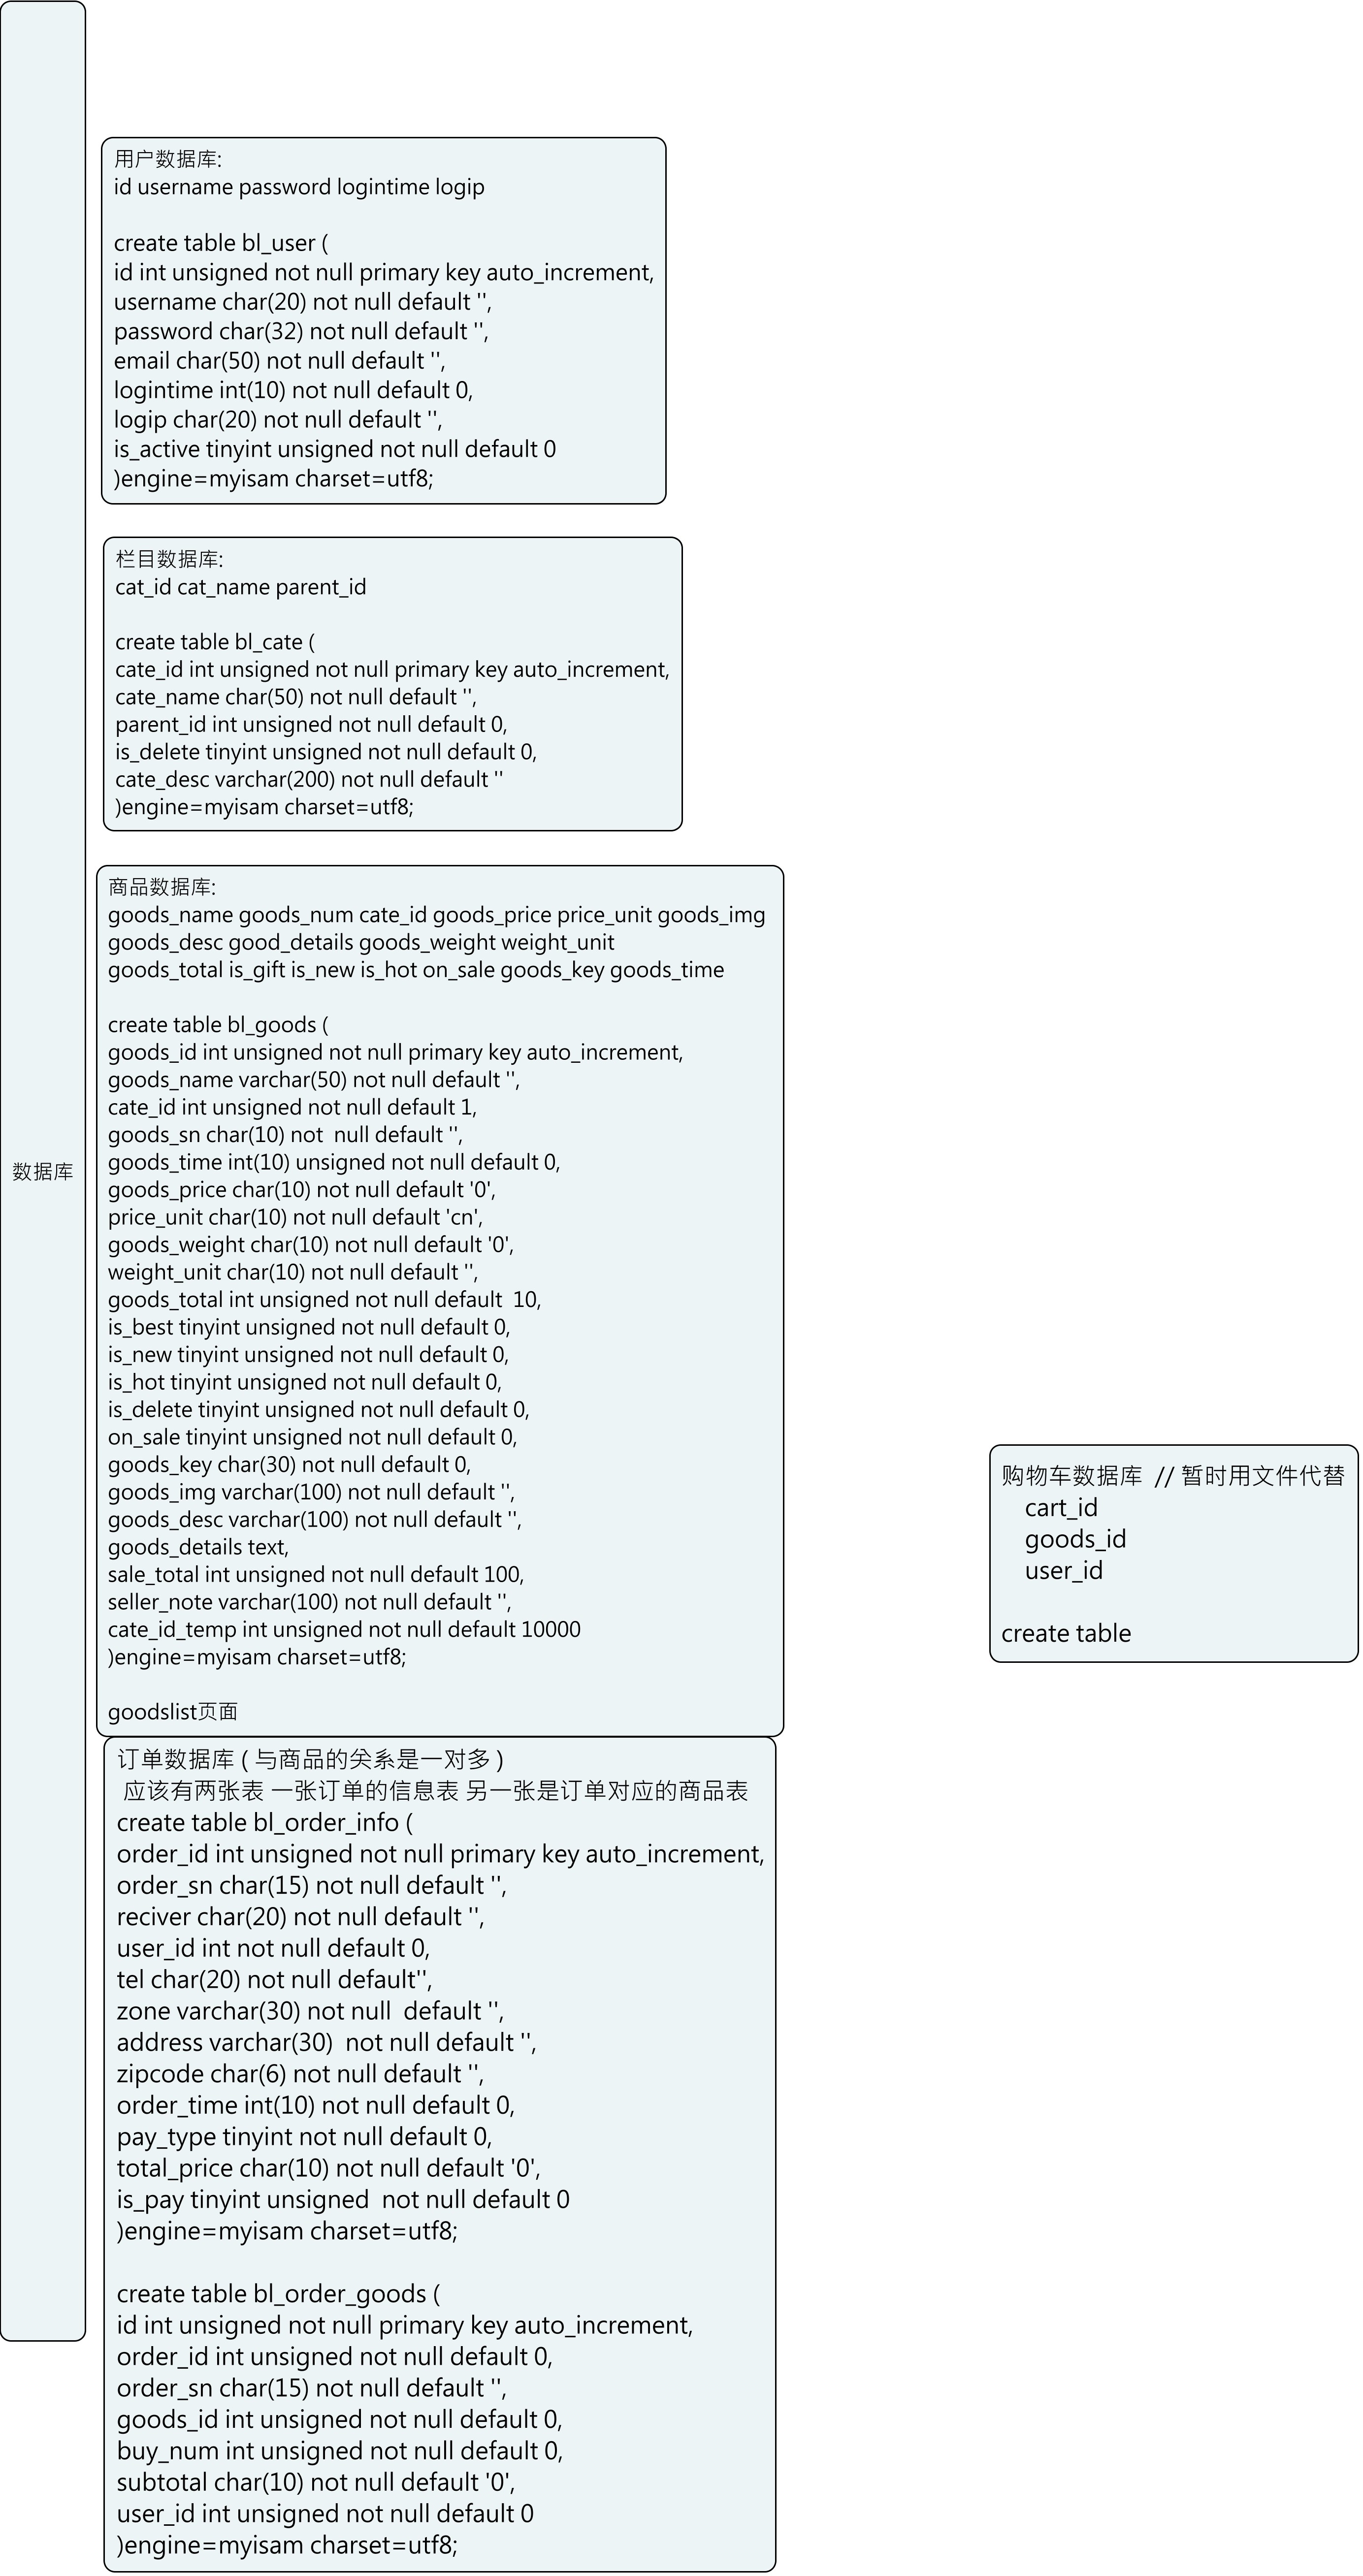 数据库
用户数据库:
id username password logintime logip
create table bl_user (
id int unsigned not null primary key auto_increment,
username char(20) not null default '',
password char(32) not null default '',
email char(50) not null default '',
logintime int(10) not null default 0,
logip char(20) not null default '',
is_active tinyint unsigned not null default 0
)engine=myisam charset=utf8;
栏目数据库:
cat_id cat_name parent_id
create table bl_cate (
cate_id int unsigned not null primary key auto_increment,
cate_name char(50) not null default '',
parent_id int unsigned not null default 0,
is_delete tinyint unsigned not null default 0,
cate_desc varchar(200) not null default ''
)engine=myisam charset=utf8;
商品数据库:
goods_name goods_num cate_id goods_price price_unit goods_img
goods_desc good_details goods_weight weight_unit
goods_total is_gift is_new is_hot on_sale goods_key goods_time
create table bl_goods (
goods_id int unsigned not null primary key auto_increment,
goods_name varchar(50) not null default '',
cate_id int unsigned not null default 1,
goods_sn char(10) not  null default '',
goods_time int(10) unsigned not null default 0,
goods_price char(10) not null default '0',
price_unit char(10) not null default 'cn',
goods_weight char(10) not null default '0',
weight_unit char(10) not null default '',
goods_total int unsigned not null default  10,
is_best tinyint unsigned not null default 0,
is_new tinyint unsigned not null default 0,
is_hot tinyint unsigned not null default 0,
is_delete tinyint unsigned not null default 0,
on_sale tinyint unsigned not null default 0,
goods_key char(30) not null default 0,
goods_img varchar(100) not null default '',
goods_desc varchar(100) not null default '',
goods_details text,
sale_total int unsigned not null default 100,
seller_note varchar(100) not null default '',
cate_id_temp int unsigned not null default 10000
)engine=myisam charset=utf8;
goodslist页面
订单数据库 ( 与商品的关系是一对多 )
应该有两张表 一张订单的信息表 另一张是订单对应的商品表
create table bl_order_info (
order_id int unsigned not null primary key auto_increment,
order_sn char(15) not null default '',
reciver char(20) not null default '',
user_id int not null default 0,
tel char(20) not null default'',
zone varchar(30) not null  default '',
address varchar(30)  not null default '',
zipcode char(6) not null default '',
order_time int(10) not null default 0,
pay_type tinyint not null default 0,
total_price char(10) not null default '0',
is_pay tinyint unsigned  not null default 0
)engine=myisam charset=utf8;
create table bl_order_goods (
id int unsigned not null primary key auto_increment,
order_id int unsigned not null default 0,
order_sn char(15) not null default '',
goods_id int unsigned not null default 0,
buy_num int unsigned not null default 0,
subtotal char(10) not null default '0',
user_id int unsigned not null default 0
)engine=myisam charset=utf8;
购物车数据库  // 暂时用文件代替
cart_id
goods_id
user_id
create table